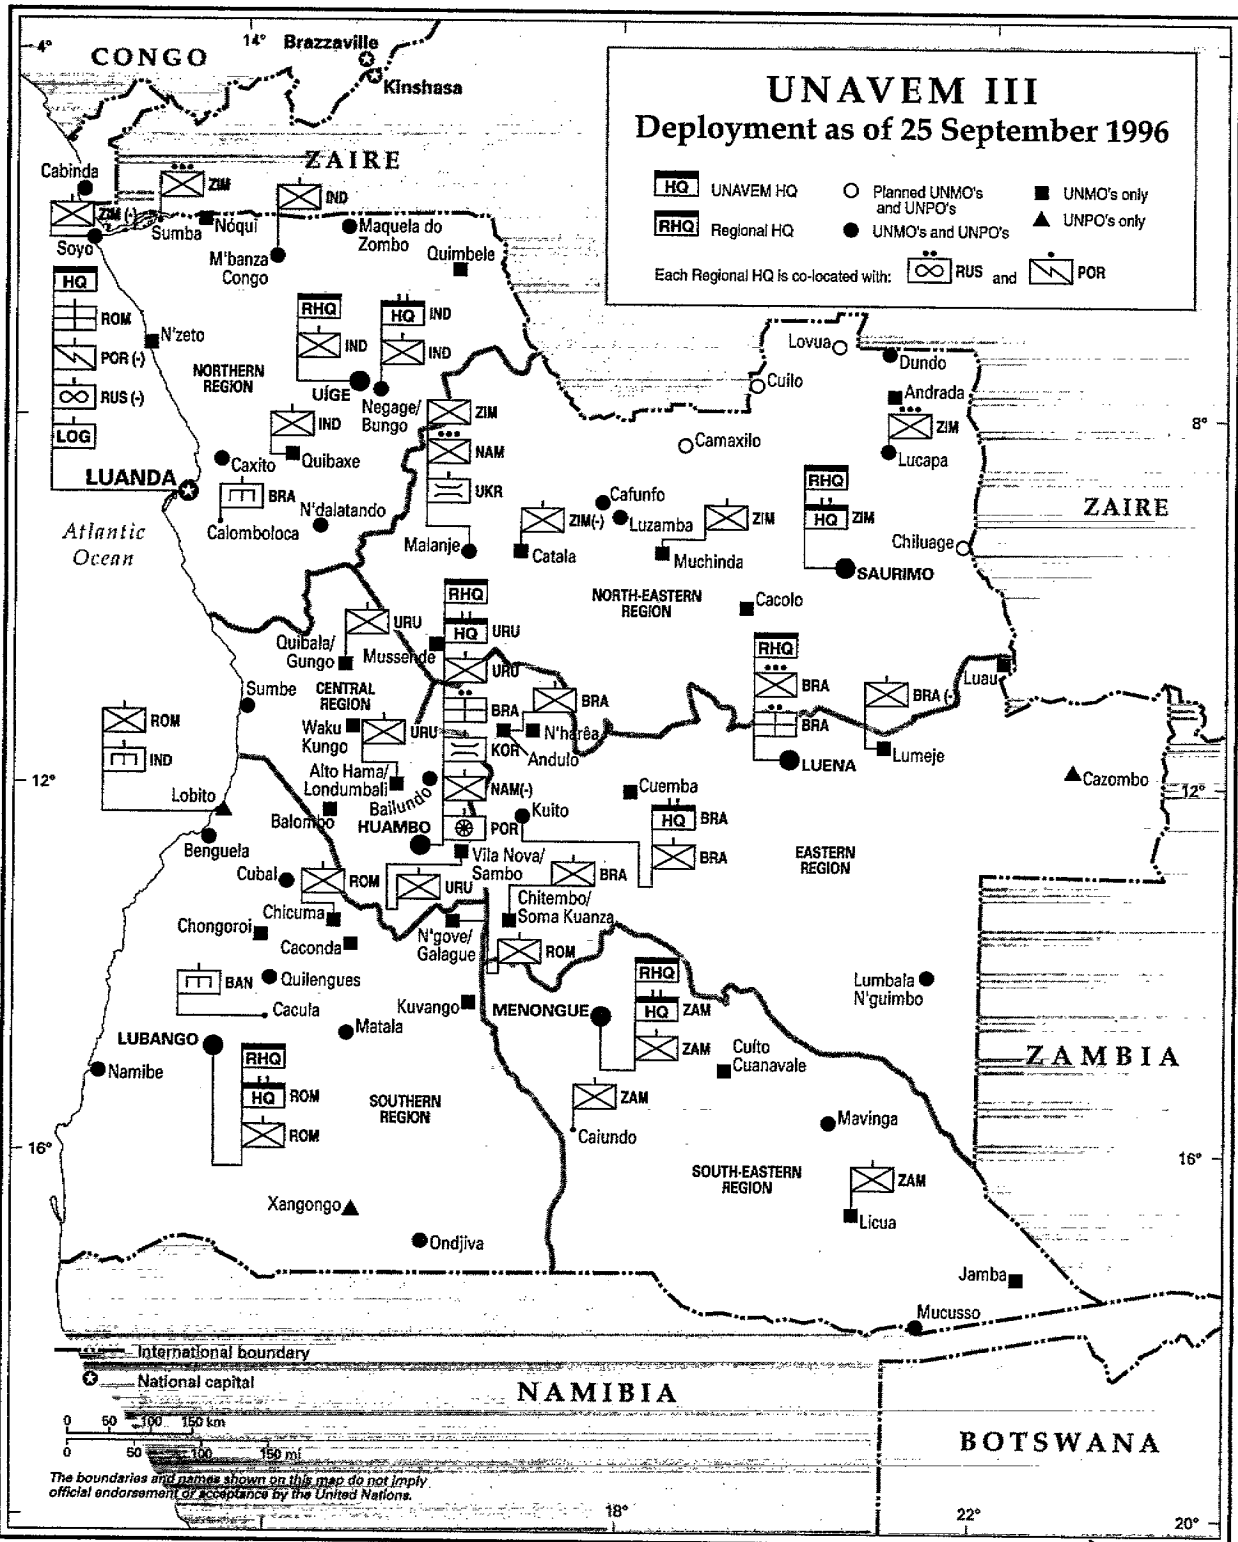 4°
14°
CONGO
Brazzaville
Kinshasa
UNAVEM III
Deployment as of 25 September 1996
HQ UNAVEM HQ
RHQ Regional HQ
Planned UNMO's
and UNPO's
UNMO's and UNPO's
UNMO's only
UNPO's only
Each Regional HQ is co-located with: RUS and POR
ZAIRE
Cabinda
ZIM
IND
ZIM (-)
Soyo
Sumba
Nóqui
M'banza
Congo
Maquela do
Zombo
Quimbele
HQ
ROM
POR (-)
RUS (-)
LOG
N'zeto
NORTHERN
REGION
RHQ
IND
UÍGE
HQ IND
IND
Negage/
Bungo
Lovua
Dundo
Cuilo
Andrada
ZIM
Lucapa
8°
Camaxilo
IND
Quibaxe
ZIM
NAM
UKR
Malanje
Caxito
LUANDA
BRA
Calomboloca
N'dalatando
Atlantic
Ocean
ZIM(-)
Catala
Cafunfo
Luzamba
ZIM
Muchinda
RHQ
HQ ZIM
SAURIMO
Chiluage
ZAIRE
NORTH-EASTERN
REGION
Cacolo
URU
Quibala/
Gungo
Mussende
RHQ
HQ URU
URU
BRA
KOR
NAM(-)
POR
HUAMBO
BRA
N'harêa
Andulo
RHQ
BRA
BRA
LUENA
BRA (-)
Lumeje
Luau
Cazombo
12°
Sumbe
CENTRAL
REGION
Waku
Kungo
URU
Alto Hama/
Londumbali
Bailundo
Balombo
ROM
IND
Lobito
12°
Benguela
Kuito
Cuemba
HQ BRA
BRA
EASTERN
REGION
Vila Nova/
Sambo
URU
BRA
Chitembo/
Soma Kuanza
N'gove/
Galague
ROM
Cubal
ROM
Chicuma
Chongoroi
Caconda
BAN
Quilengues
Cacula
Kuvango
Matala
LUBANGO
RHQ
HQ ROM
ROM
Namibe
SOUTHERN
REGION
MENONGUE
RHQ
HQ ZAM
ZAM
Cuíto
Cuanavale
Lumbala
N'guimbo
ZAMBIA
ZAM
Caiundo
Mavinga
16°
16°
SOUTH-EASTERN
REGION
ZAM
Licua
Xangongo
Ondjiva
Jamba
Mucusso
International boundary
National capital
NAMIBIA
BOTSWANA
0 50 100 150 km
0 50 100 150 mi
The boundaries and names shown on this map do not imply
official endorsement or acceptance by the United Nations.
18°
22°
20°